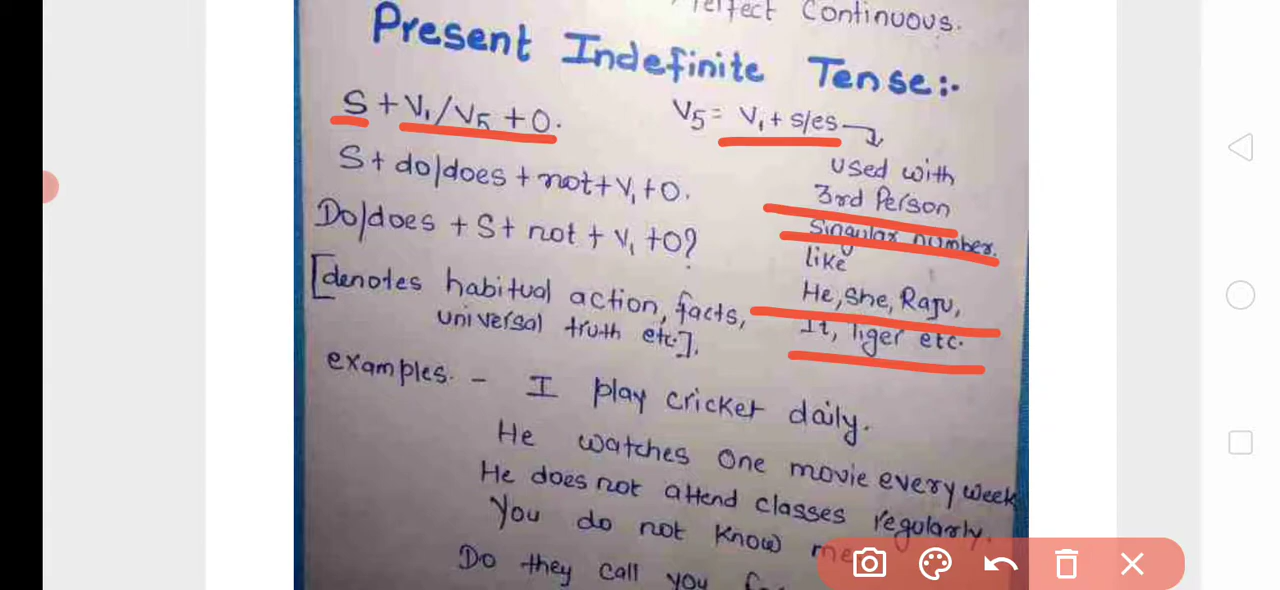 Perfect Continuous.
Present Indefinite Tense:-
S + V1/V5 + O.
V5 = V1 + s/es →
used with
3rd Person
Singular number.
like
He, She, Raju,
It, Tiger etc.
S + do/does + not + V1 + O.
Do/does + S + not + V1 + O?
[denotes habitual action, facts,
universal truth etc.].
examples. - I play cricket daily.
He watches one movie every week
He does not attend classes regularly.
You do not know me
Do they call you